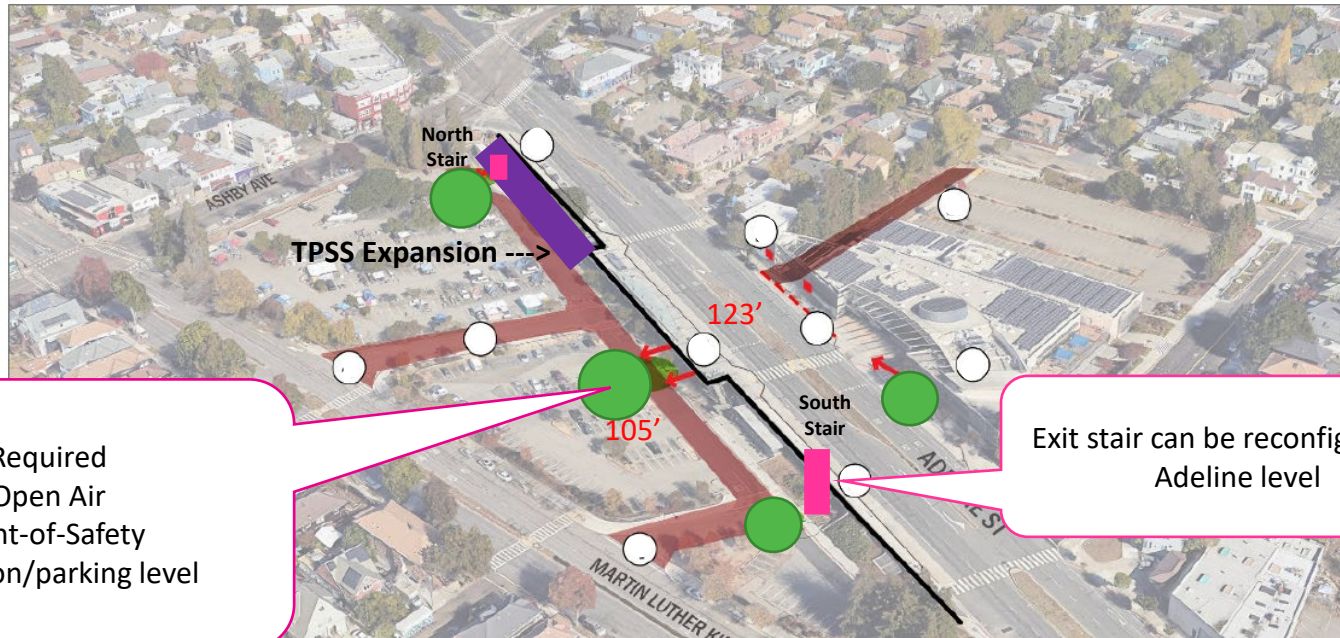 North
Stair
ASHBY AVE
TPSS Expansion --->
123'
105'
South
Stair
Required
Open Air
nt-of-Safety
on/parking level
Exit stair can be reconfig
Adeline level
E ST
MARTIN LUTHER KI